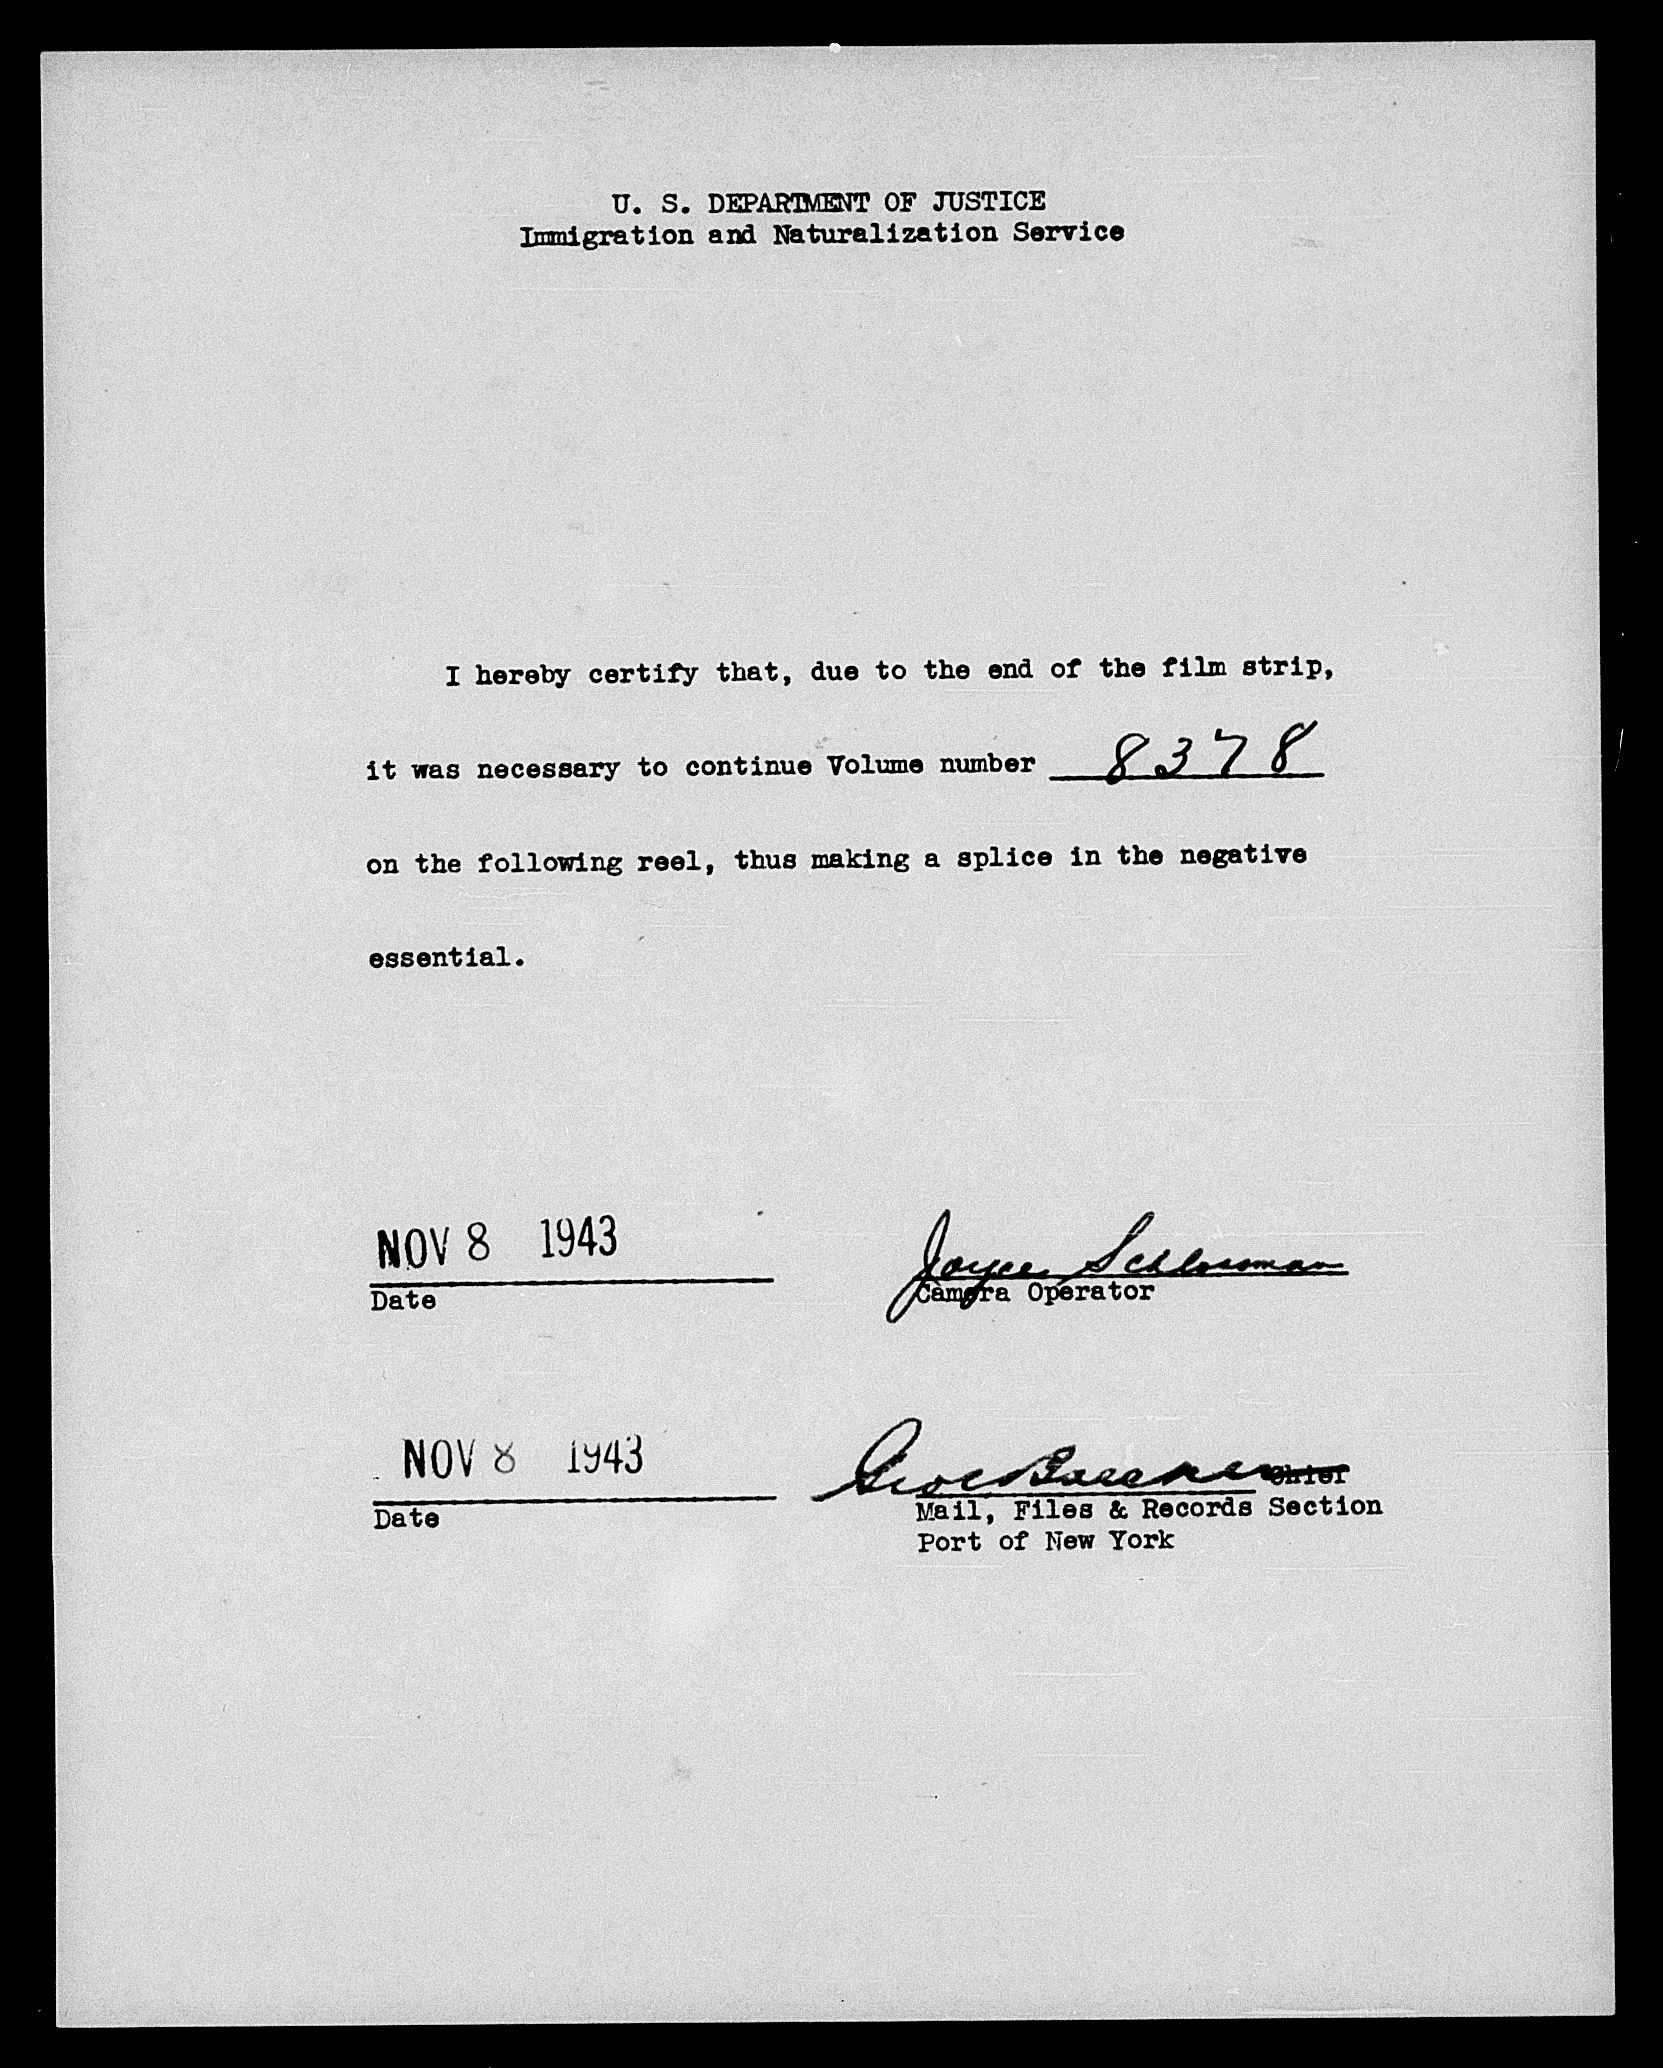 U. S. DEPARTMENT OF JUSTICE
Immigration and Naturalization Service
I hereby certify that, due to the end of the film strip,
it was necessary to continue Volume number 8378
on the following reel, thus making a splice in the negative
essential.
NOV 8 1943
Date
Joyce Schlossman
Camera Operator
NOV 8 1943
Date
Chief
Mail, Files & Records Section
Port of New York